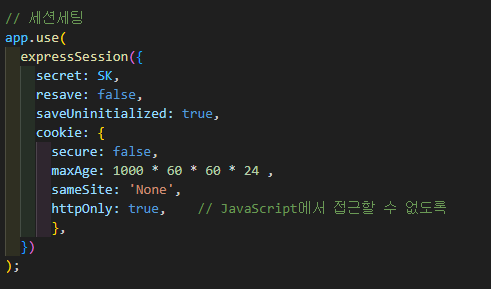 // 세션세팅
app.use(
  expressSession({
    secret: SK,
    resave: false,
    saveUninitialized: true,
    cookie: {
      secure: false,
      maxAge: 1000 * 60 * 60 * 24 ,
      sameSite: 'None',
      httpOnly: true,    // JavaScript에서 접근할 수 없도록
      },
  })
);